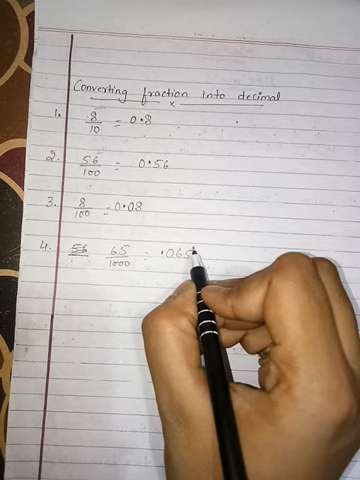 Converting fraction into decimal
x
1. 8/10 = 0.8
2. 56/100 = 0.56
3. 8/100 = 0.08
4. 56 65/1000 = .065